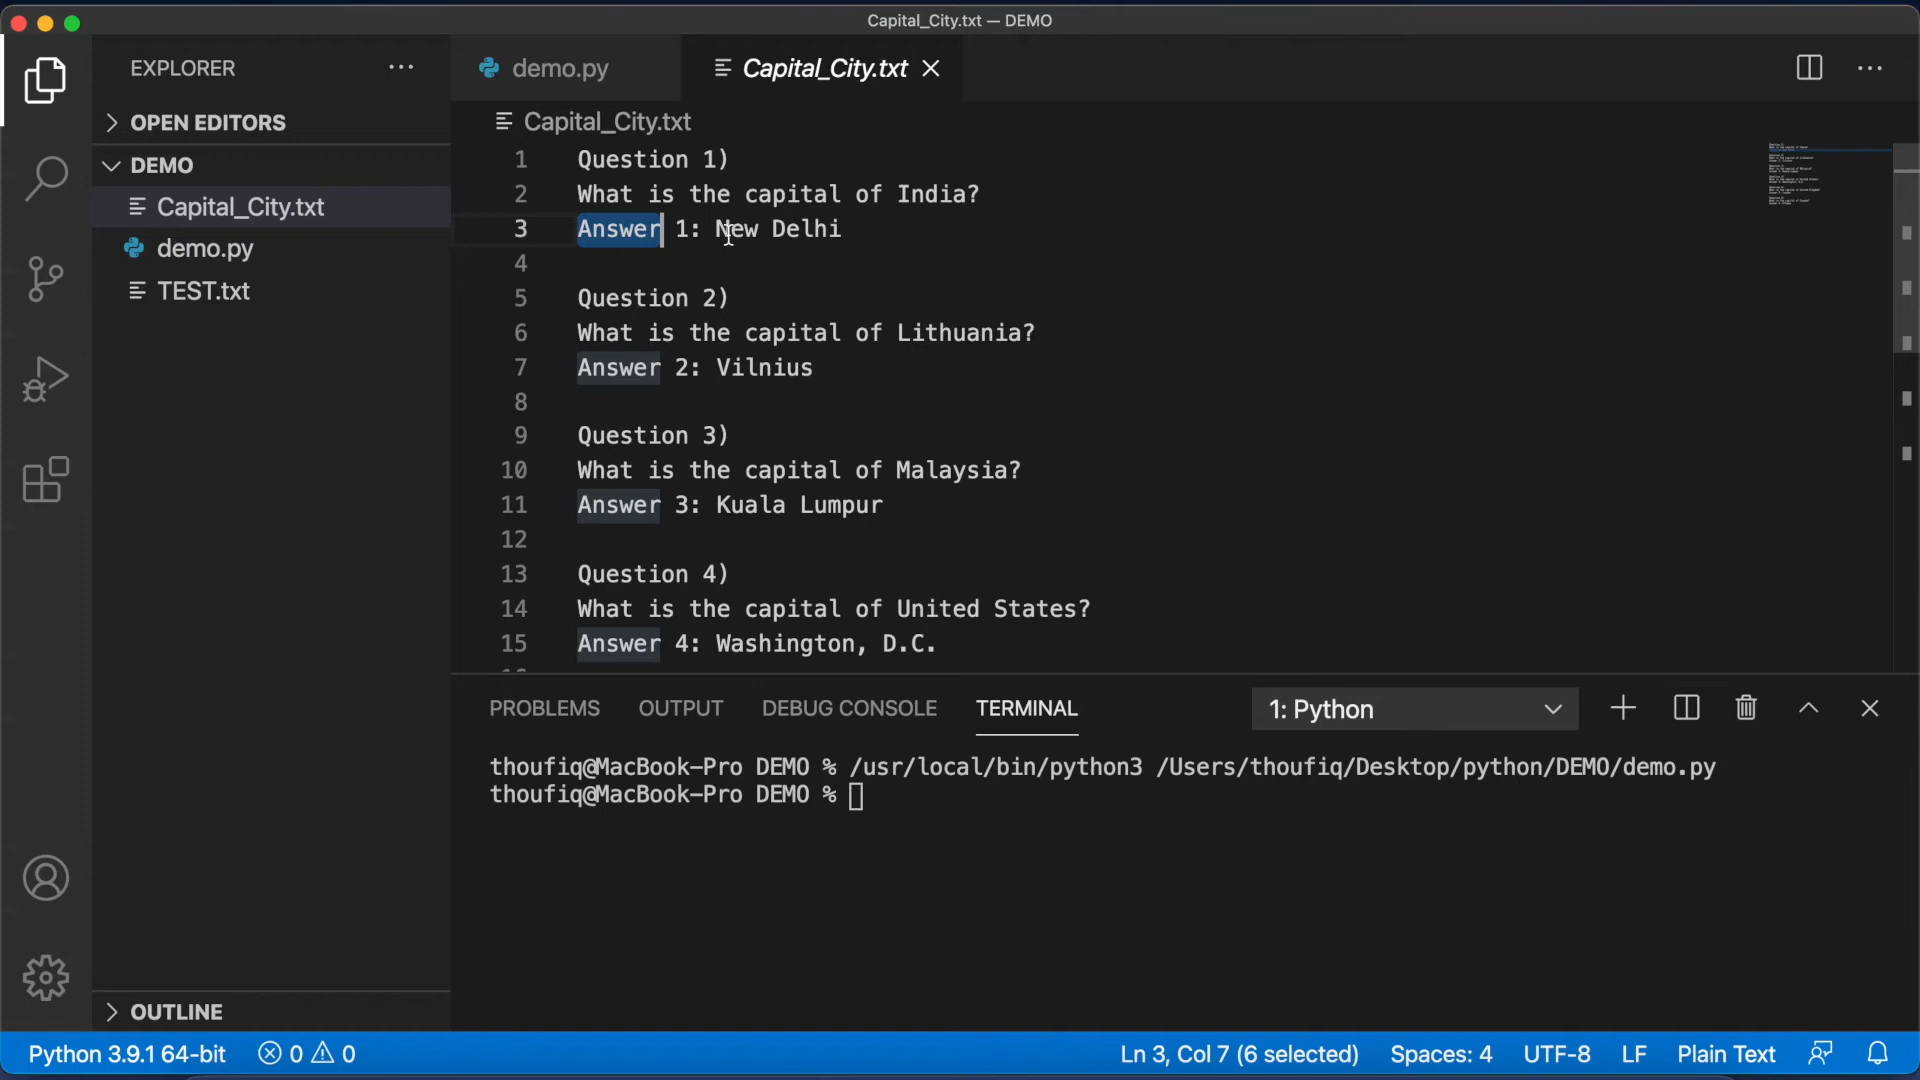 Capital_City.txt — DEMO
EXPLORER
OPEN EDITORS
DEMO
Capital_City.txt
demo.py
TEST.txt
OUTLINE
demo.py
Capital_City.txt
Capital_City.txt
1 Question 1)
2 What is the capital of India?
3 Answer 1: New Delhi
4
5 Question 2)
6 What is the capital of Lithuania?
7 Answer 2: Vilnius
8
9 Question 3)
10 What is the capital of Malaysia?
11 Answer 3: Kuala Lumpur
12
13 Question 4)
14 What is the capital of United States?
15 Answer 4: Washington, D.C.
PROBLEMS OUTPUT DEBUG CONSOLE TERMINAL 1: Python
thoufiq@MacBook-Pro DEMO % /usr/local/bin/python3 /Users/thoufiq/Desktop/python/DEMO/demo.py
thoufiq@MacBook-Pro DEMO %
Python 3.9.1 64-bit 0 0 Ln 3, Col 7 (6 selected) Spaces: 4 UTF-8 LF Plain Text